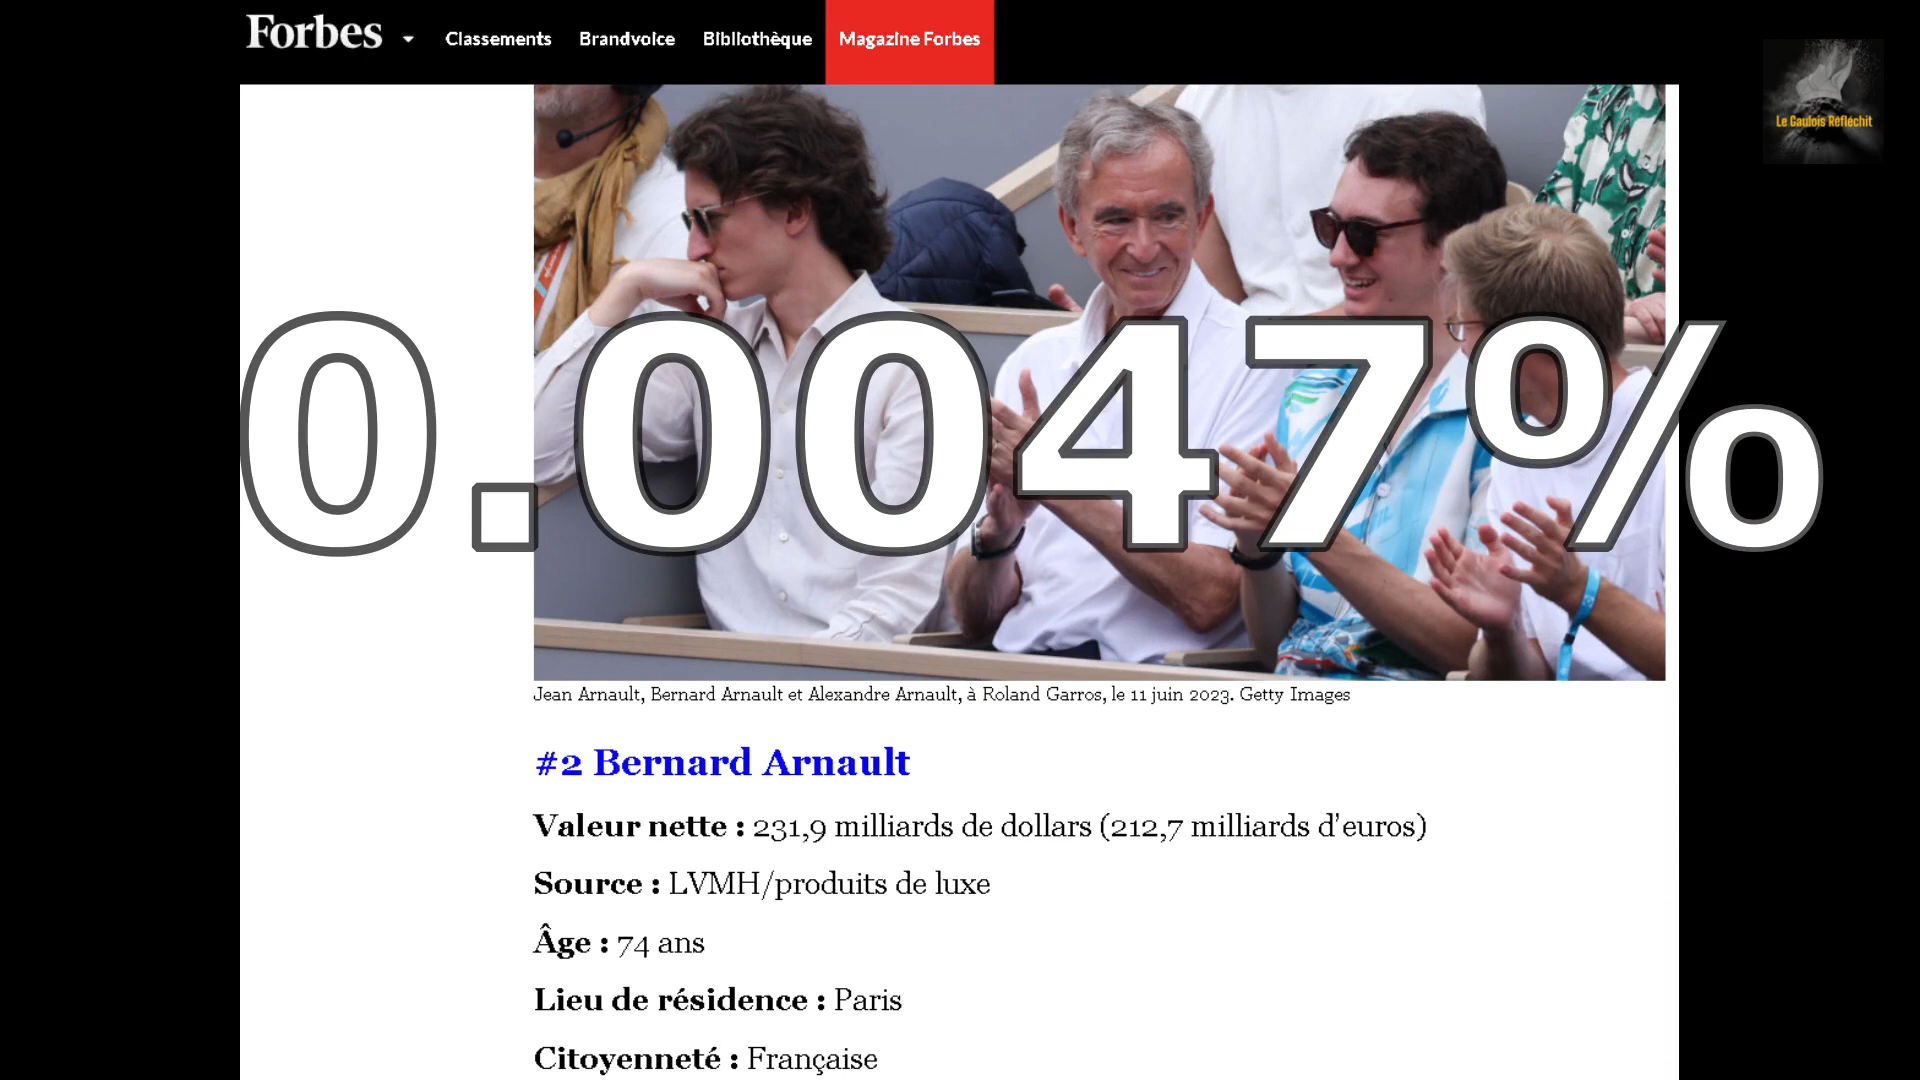 Forbes
Classements
Brandvoice
Bibliothèque
Magazine Forbes
Le Gaulois Réfléchit
0.0047%
Jean Arnault, Bernard Arnault et Alexandre Arnault, à Roland Garros, le 11 juin 2023. Getty Images
#2 Bernard Arnault
Valeur nette : 231,9 milliards de dollars (212,7 milliards d’euros)
Source : LVMH/produits de luxe
Âge : 74 ans
Lieu de résidence : Paris
Citoyenneté : Française